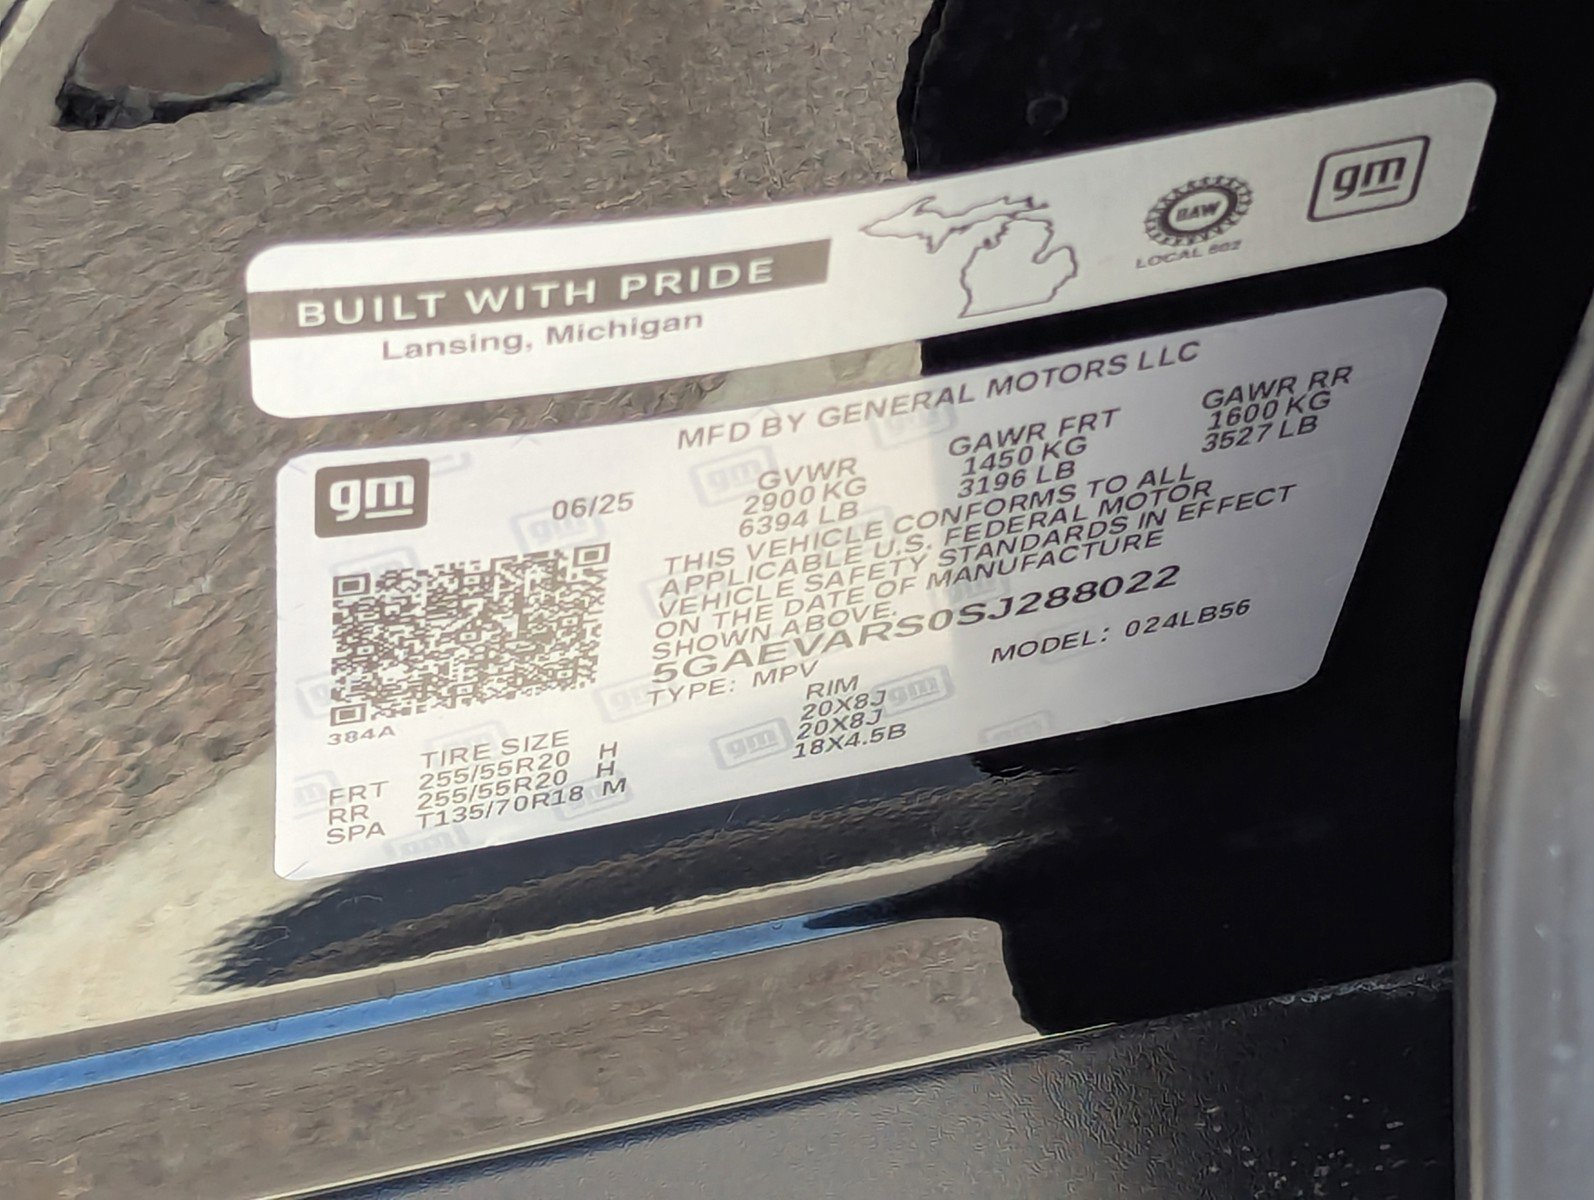 BUILT WITH PRIDE
Lansing, Michigan
UAW
LOCAL 602
gm
MFD BY GENERAL MOTORS LLC
gm
06/25
GVWR
2900 KG
6394 LB
GAWR FRT
1450 KG
3196 LB
GAWR RR
1600 KG
3527 LB
THIS VEHICLE CONFORMS TO ALL
APPLICABLE U.S. FEDERAL MOTOR
VEHICLE SAFETY STANDARDS IN EFFECT
ON THE DATE OF MANUFACTURE
SHOWN ABOVE.
5GAEVARS0SJ288022
TYPE: MPV
MODEL: 024LB56
384A
TIRE SIZE RIM
FRT 255/55R20 H 20X8J
RR 255/55R20 H 20X8J
SPA T135/70R18 M 18X4.5B